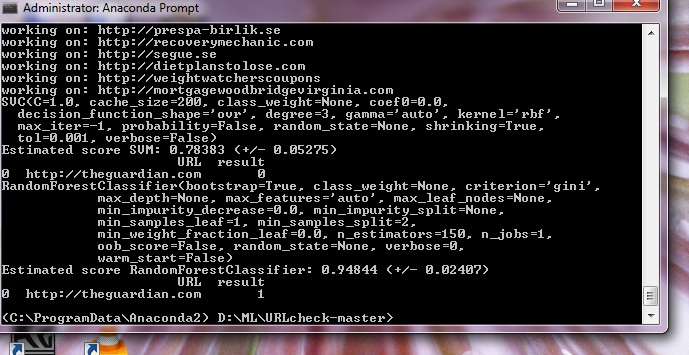 Administrator: Anaconda Prompt
working on: http://prespa-birlik.se
working on: http://recoverymechanic.com
working on: http://segue.se
working on: http://dietplanstolose.com
working on: http://weightwatcherscoupons
working on: http://mortgagewoodbridgevirginia.com
SVC(C=1.0, cache_size=200, class_weight=None, coef0=0.0,
decision_function_shape='ovr', degree=3, gamma='auto', kernel='rbf',
max_iter=-1, probability=False, random_state=None, shrinking=True,
tol=0.001, verbose=False)
Estimated score SVM: 0.78383 (+/- 0.05275)
URL result
0 http://theguardian.com 0
RandomForestClassifier(bootstrap=True, class_weight=None, criterion='gini',
max_depth=None, max_features='auto', max_leaf_nodes=None,
min_impurity_decrease=0.0, min_impurity_split=None,
min_samples_leaf=1, min_samples_split=2,
min_weight_fraction_leaf=0.0, n_estimators=150, n_jobs=1,
oob_score=False, random_state=None, verbose=0,
warm_start=False)
Estimated score RandomForestClassifier: 0.94844 (+/- 0.02407)
URL result
0 http://theguardian.com 1
(C:\ProgramData\Anaconda2) D:\ML\URLcheck-master>